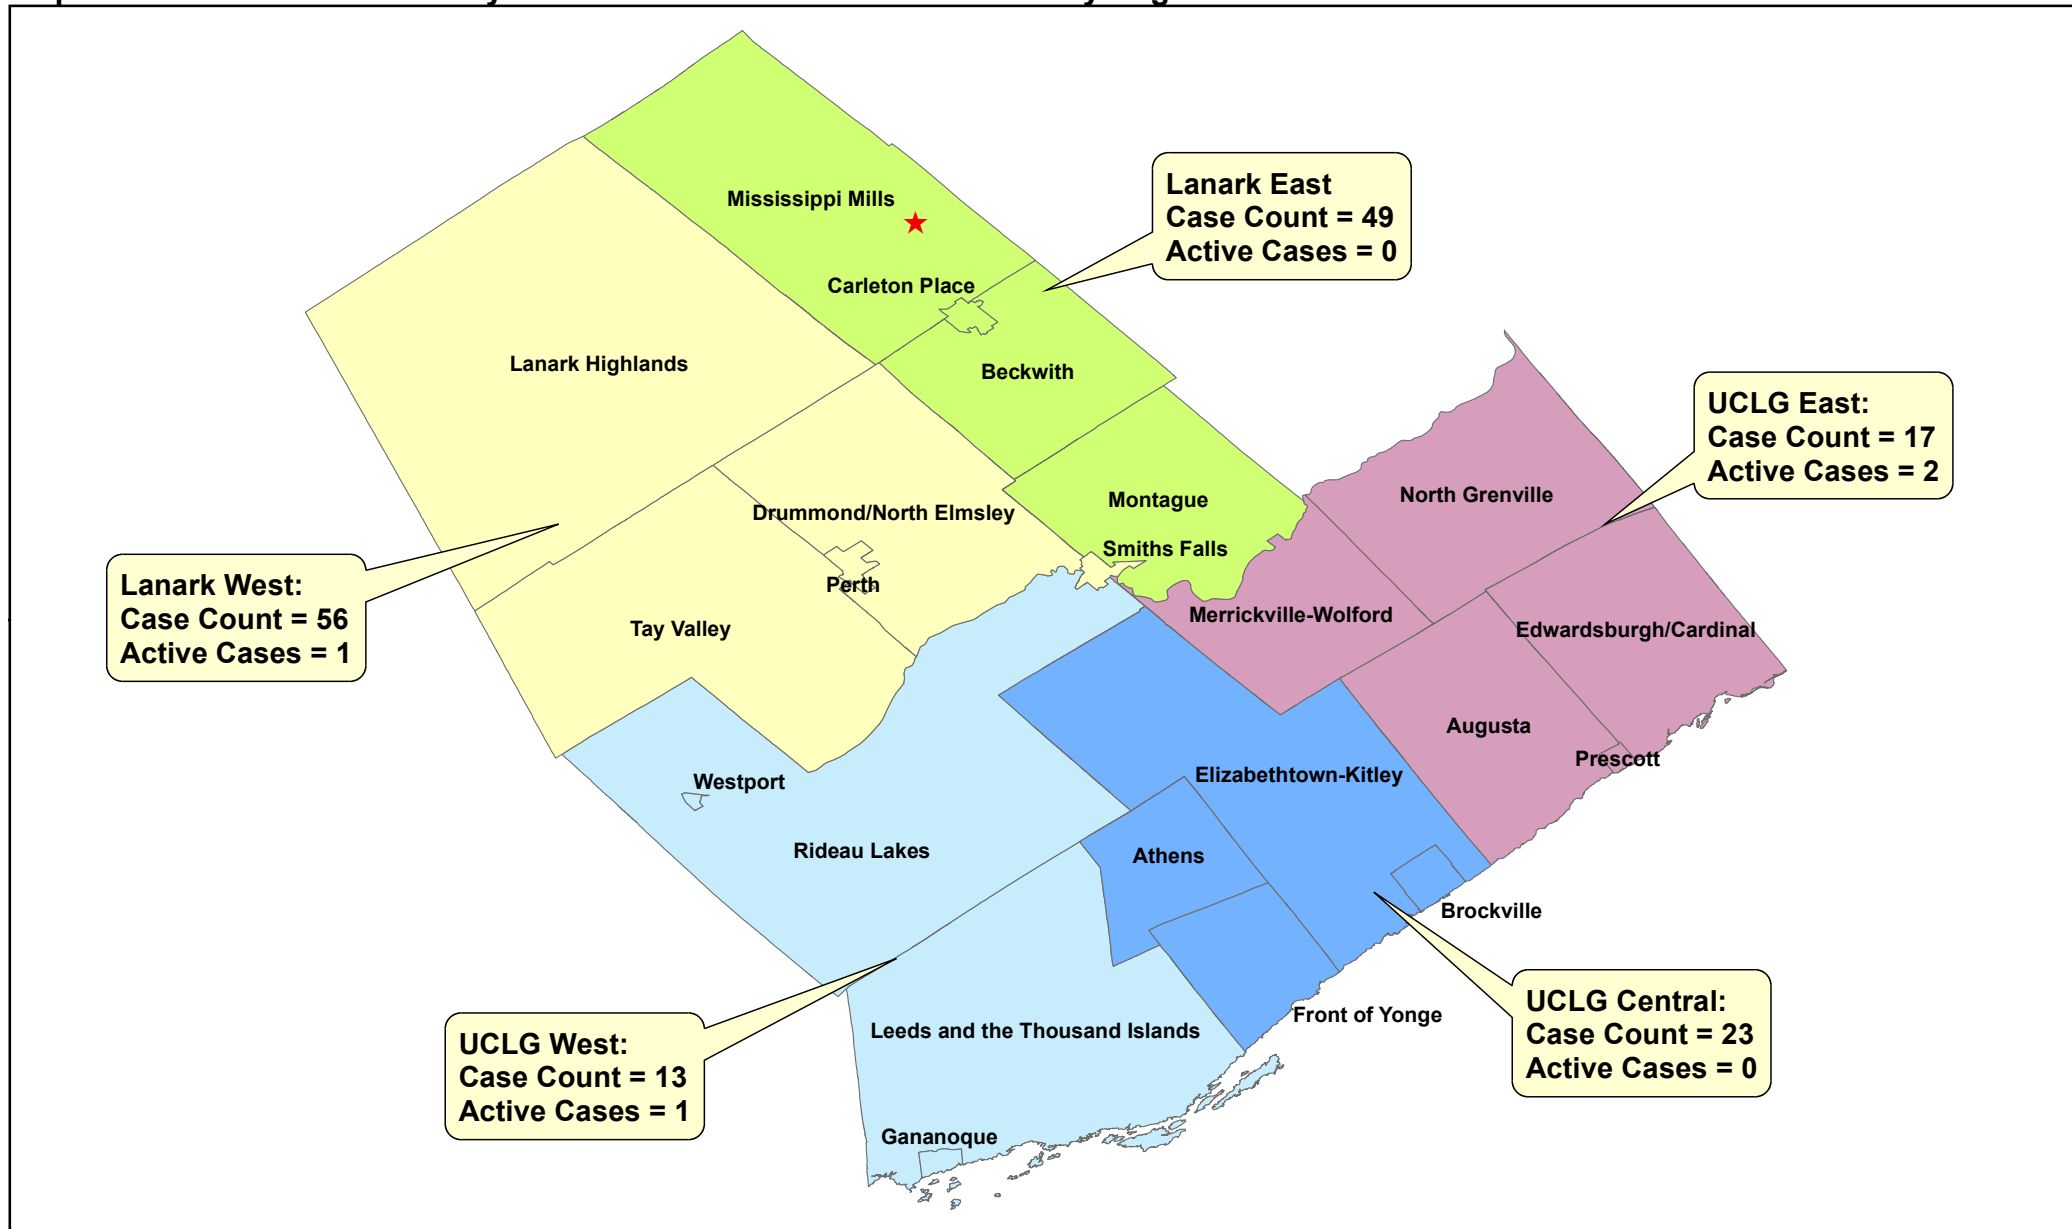 Mississippi Mills
Lanark East
Case Count = 49
Active Cases = 0
Carleton Place
Lanark Highlands
Beckwith
UCLG East:
Case Count = 17
Active Cases = 2
North Grenville
Montague
Drummond/North Elmsley
Smiths Falls
Lanark West:
Case Count = 56
Active Cases = 1
Perth
Merrickville-Wolford
Tay Valley
Edwardsburgh/Cardinal
Augusta
Prescott
Westport
Elizabethtown-Kitley
Rideau Lakes
Athens
Brockville
UCLG Central:
Case Count = 23
Active Cases = 0
Front of Yonge
Leeds and the Thousand Islands
UCLG West:
Case Count = 13
Active Cases = 1
Gananoque